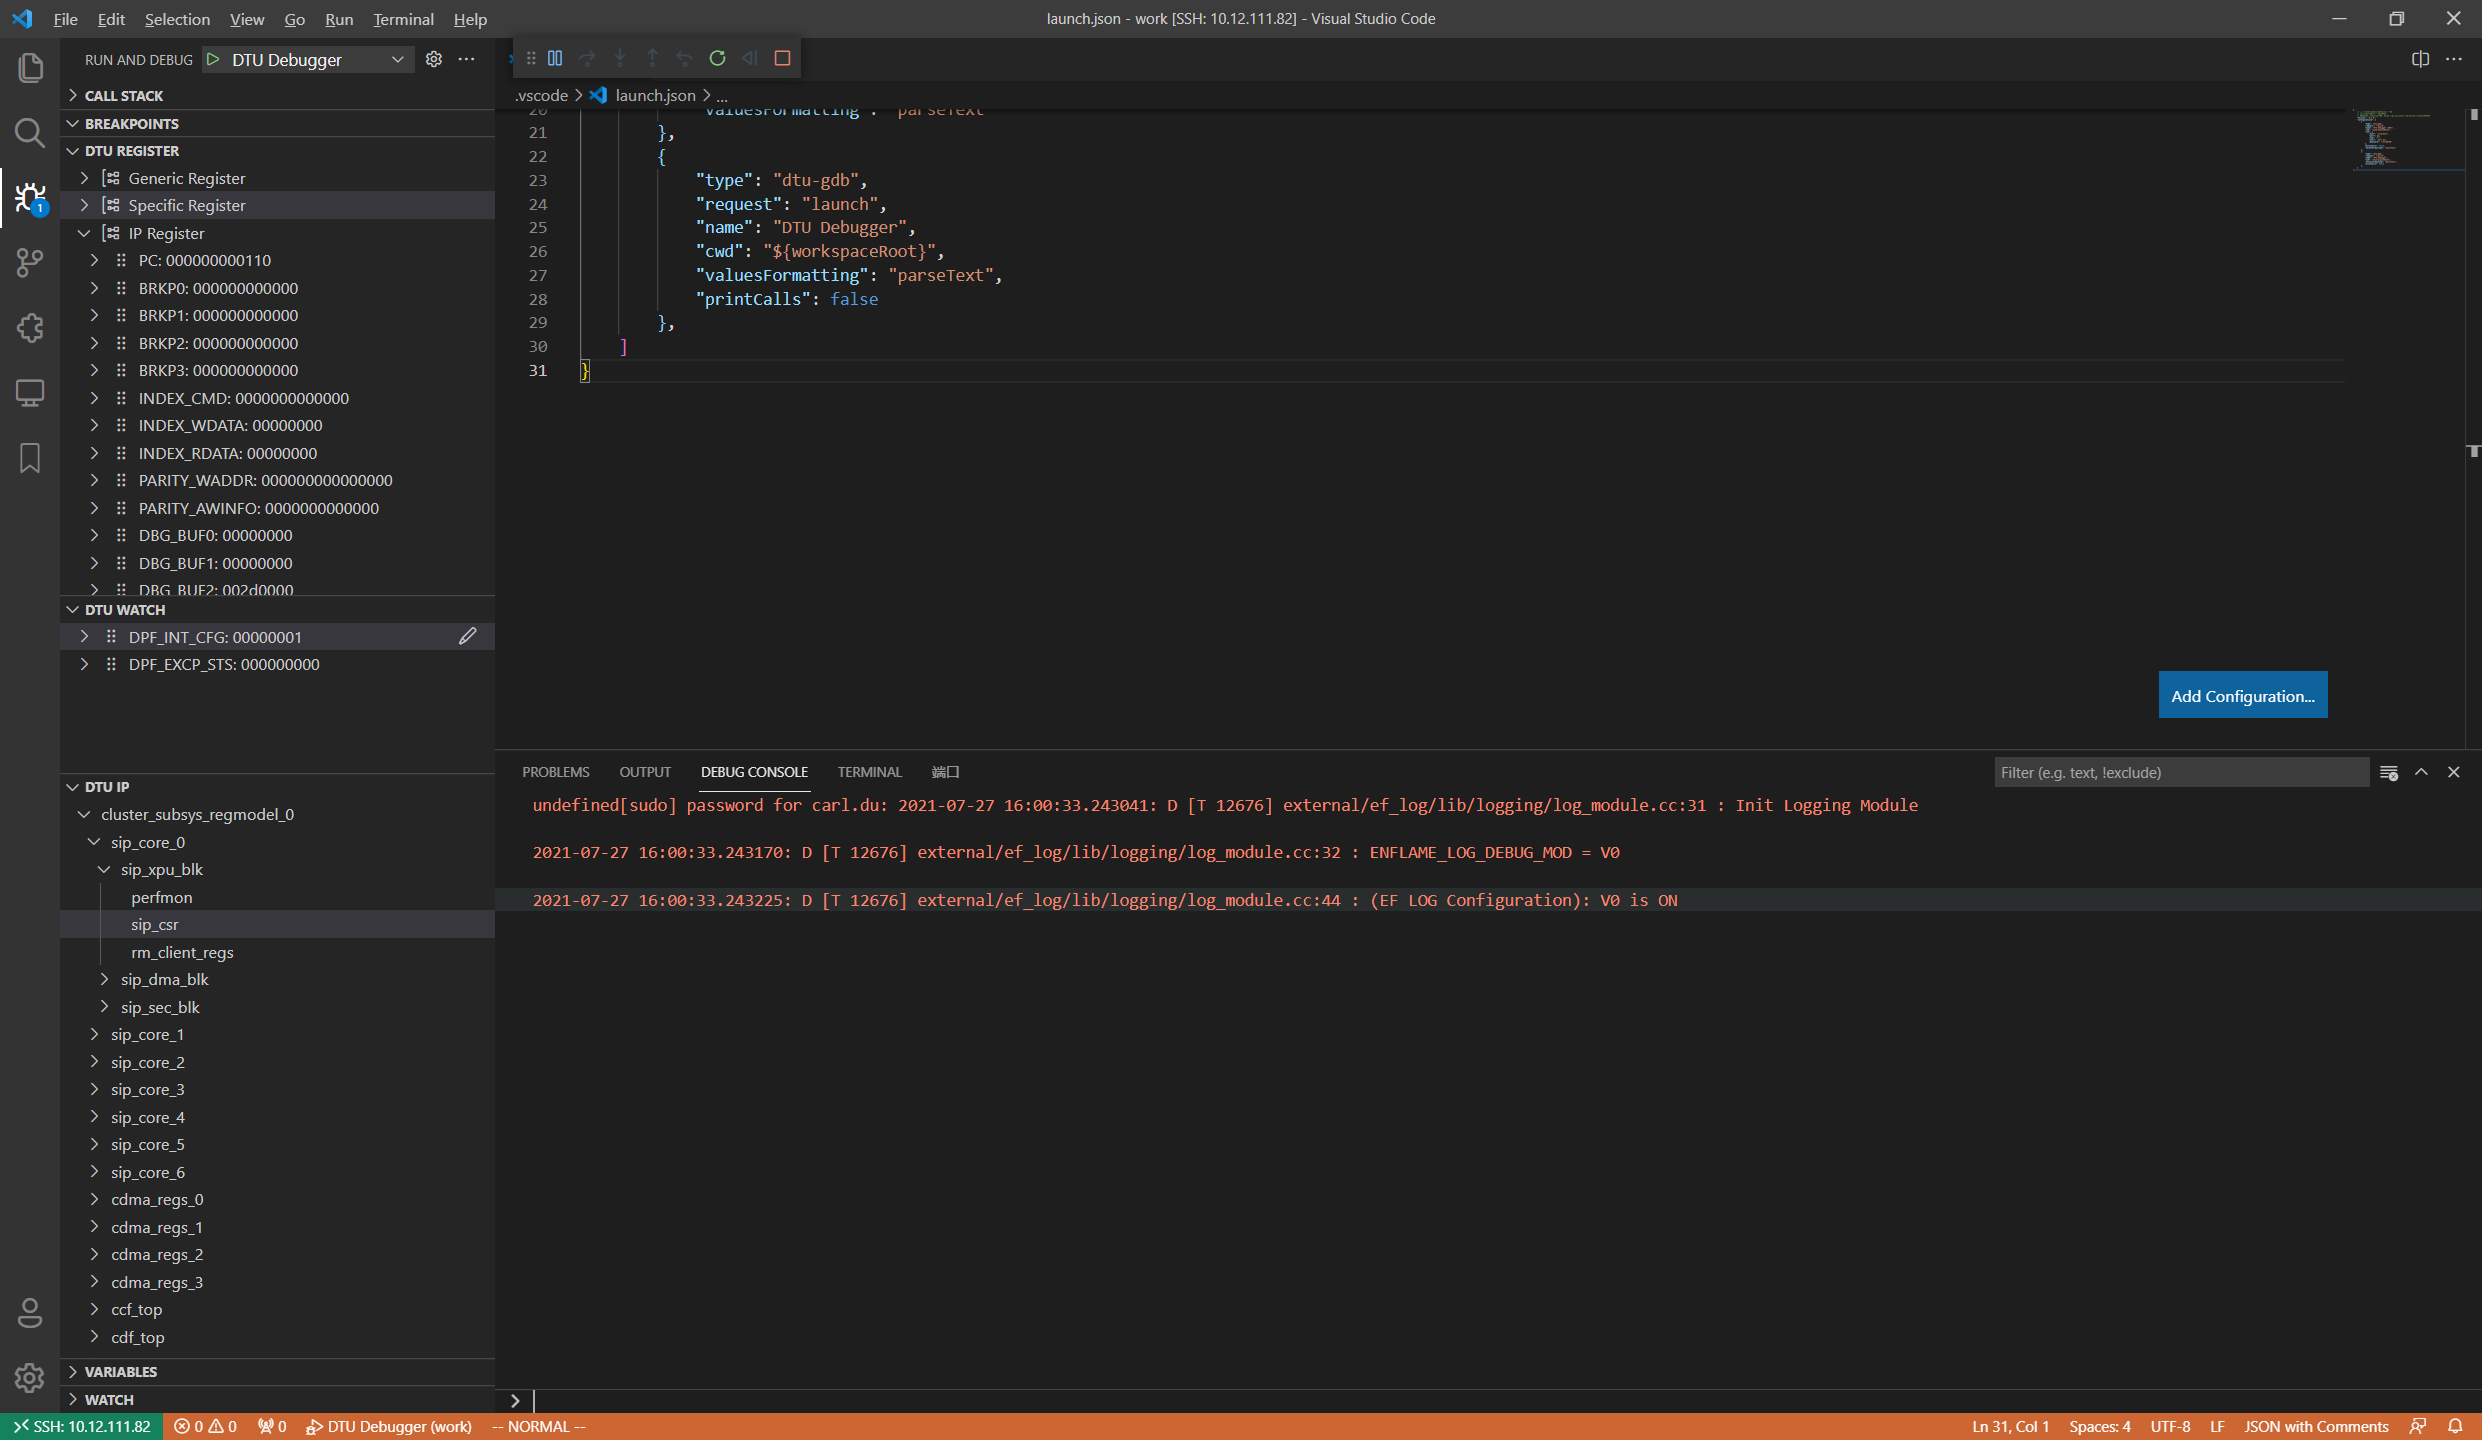 File Edit Selection View Go Run Terminal Help
launch.json - work [SSH: 10.12.111.82] - Visual Studio Code
RUN AND DEBUG DTU Debugger
CALL STACK
BREAKPOINTS
DTU REGISTER
Generic Register
Specific Register
IP Register
PC: 000000000110
BRKP0: 000000000000
BRKP1: 000000000000
BRKP2: 000000000000
BRKP3: 000000000000
INDEX_CMD: 0000000000000
INDEX_WDATA: 00000000
INDEX_RDATA: 00000000
PARITY_WADDR: 000000000000000
PARITY_AWINFO: 0000000000000
DBG_BUF0: 00000000
DBG_BUF1: 00000000
DBG_BUF2: 002d0000
DTU WATCH
DPF_INT_CFG: 00000001
DPF_EXCP_STS: 000000000
DTU IP
cluster_subsys_regmodel_0
sip_core_0
sip_xpu_blk
perfmon
sip_csr
rm_client_regs
sip_dma_blk
sip_sec_blk
sip_core_1
sip_core_2
sip_core_3
sip_core_4
sip_core_5
sip_core_6
cdma_regs_0
cdma_regs_1
cdma_regs_2
cdma_regs_3
ccf_top
cdf_top
VARIABLES
WATCH
.vscode > launch.json > ...
20 "valuesFormatting": "parseText"
21 },
22 {
23 "type": "dtu-gdb",
24 "request": "launch",
25 "name": "DTU Debugger",
26 "cwd": "${workspaceRoot}",
27 "valuesFormatting": "parseText",
28 "printCalls": false
29 },
30 ]
31 }
Add Configuration...
PROBLEMS OUTPUT DEBUG CONSOLE TERMINAL 端口
Filter (e.g. text, !exclude)
undefined[sudo] password for carl.du: 2021-07-27 16:00:33.243041: D [T 12676] external/ef_log/lib/logging/log_module.cc:31 : Init Logging Module
2021-07-27 16:00:33.243170: D [T 12676] external/ef_log/lib/logging/log_module.cc:32 : ENFLAME_LOG_DEBUG_MOD = V0
2021-07-27 16:00:33.243225: D [T 12676] external/ef_log/lib/logging/log_module.cc:44 : (EF LOG Configuration): V0 is ON
1
SSH: 10.12.111.82 0 0 0 DTU Debugger (work) -- NORMAL -- Ln 31, Col 1 Spaces: 4 UTF-8 LF JSON with Comments